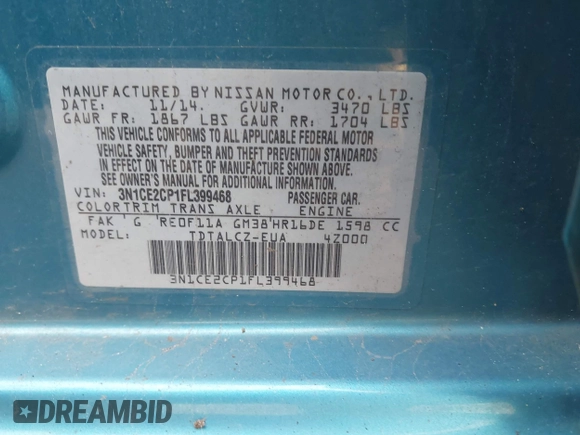 MANUFACTURED BY NISSAN MOTOR CO., LTD.
DATE: 11/14. GVWR: 3470 LBS
GAWR FR: 1867 LBS GAWR RR: 1704 LBS
THIS VEHICLE CONFORMS TO ALL APPLICABLE FEDERAL MOTOR
VEHICLE SAFETY, BUMPER AND THEFT PREVENTION STANDARDS
IN EFFECT ON THE DATE OF MANUFACTURE SHOWN ABOVE.
SEE OWNER'S MANUAL AND/OR INFLATION
VIN: 3N1CE2CP1FL399468 PASSENGER CAR.
COLOR TRIM TRANS AXLE ENGINE
FAK 'G 'RE0F11A GM38'HR16DE 1598 CC
MODEL: TDTALCZ-EUA 4Z000
3N1CE2CP1FL399468
DREAMBID